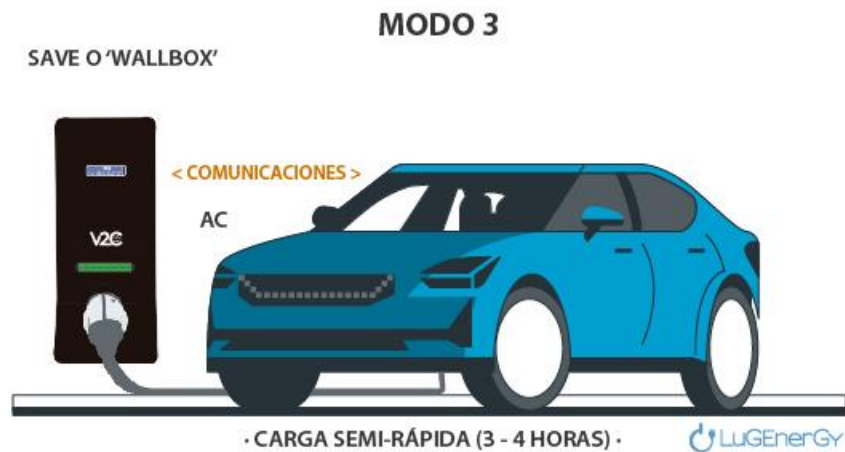 MODO 3
SAVE O 'WALLBOX'
< COMUNICACIONES >
AC
V2C
· CARGA SEMI-RÁPIDA (3 - 4 HORAS) ·
LuGEnerGy